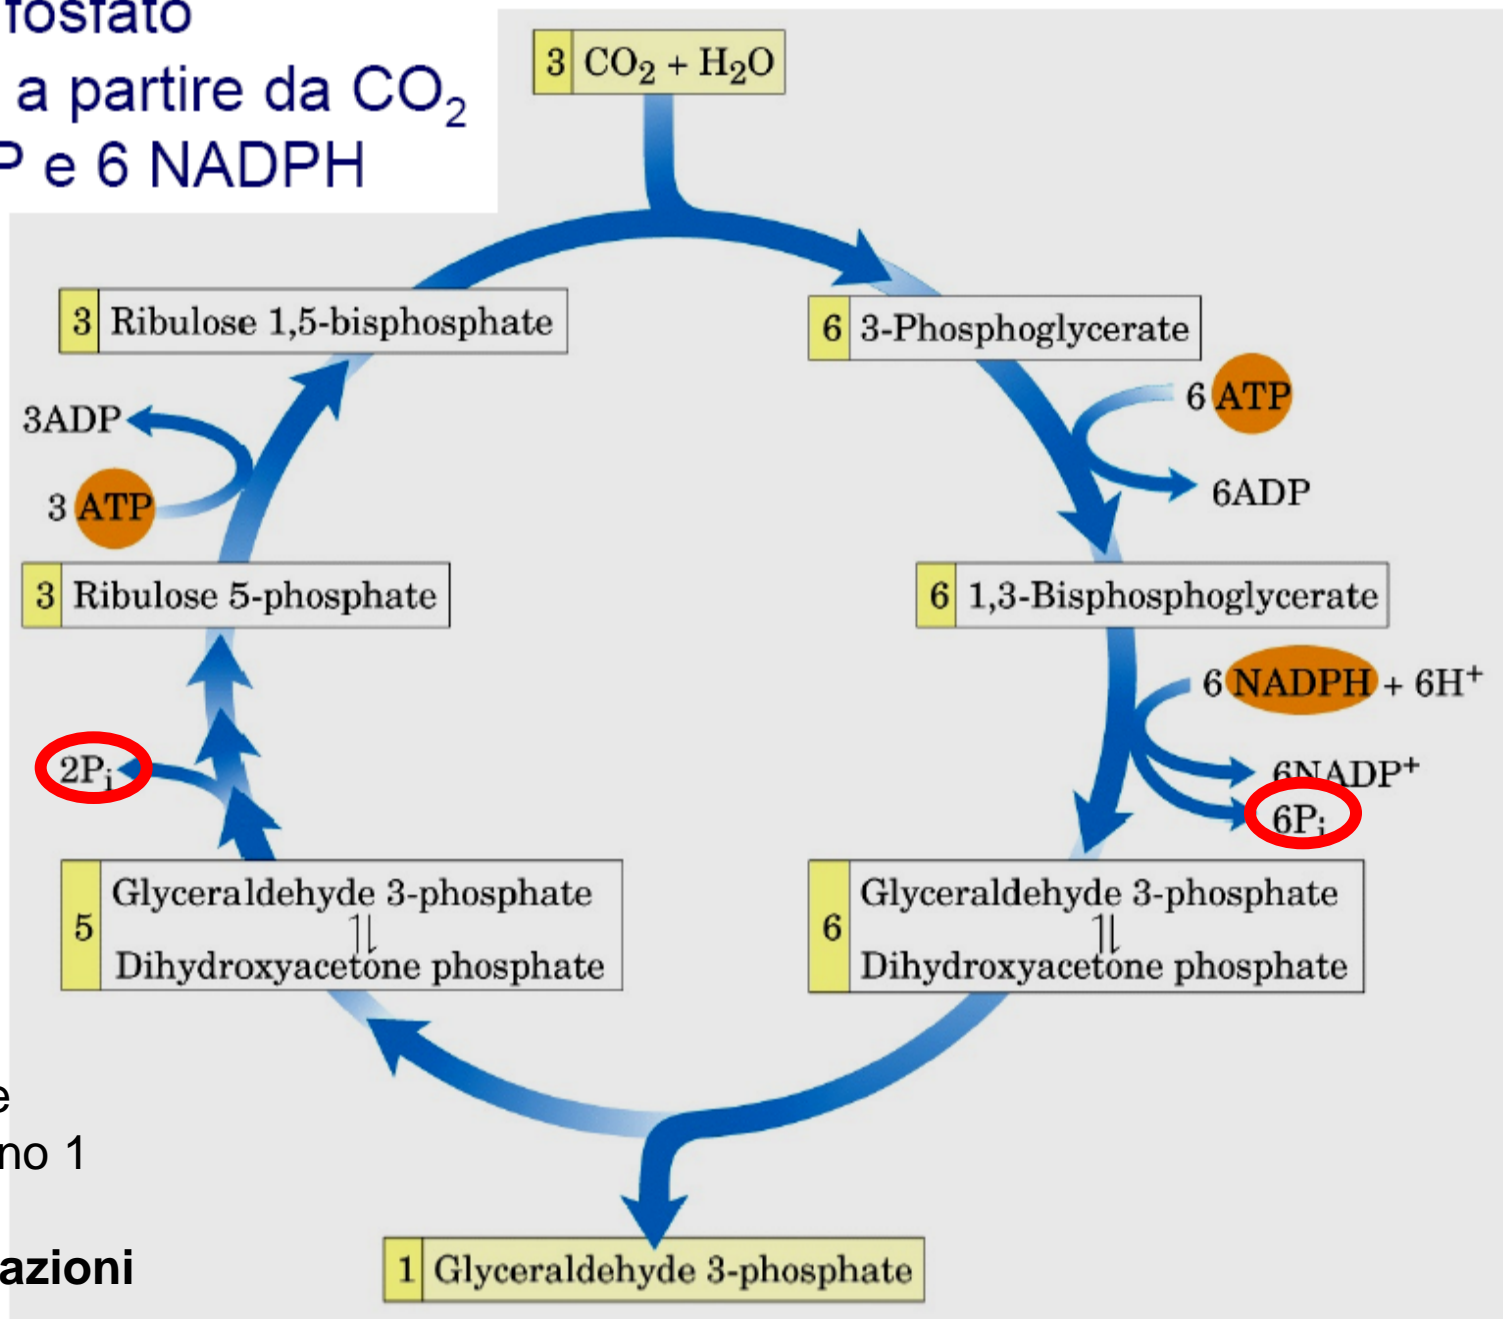 fosfato
a partire da CO₂
P e 6 NADPH
3 CO₂ + H₂O
3 Ribulose 1,5-bisphosphate
6 3-Phosphoglycerate
6 ATP
6ADP
3ADP
3 ATP
3 Ribulose 5-phosphate
6 1,3-Bisphosphoglycerate
6 NADPH + 6H⁺
6NADP⁺
6Pᵢ
2Pᵢ
5 Glyceraldehyde 3-phosphate
⥮
Dihydroxyacetone phosphate
6 Glyceraldehyde 3-phosphate
⥮
Dihydroxyacetone phosphate
e
no 1
azioni
1 Glyceraldehyde 3-phosphate